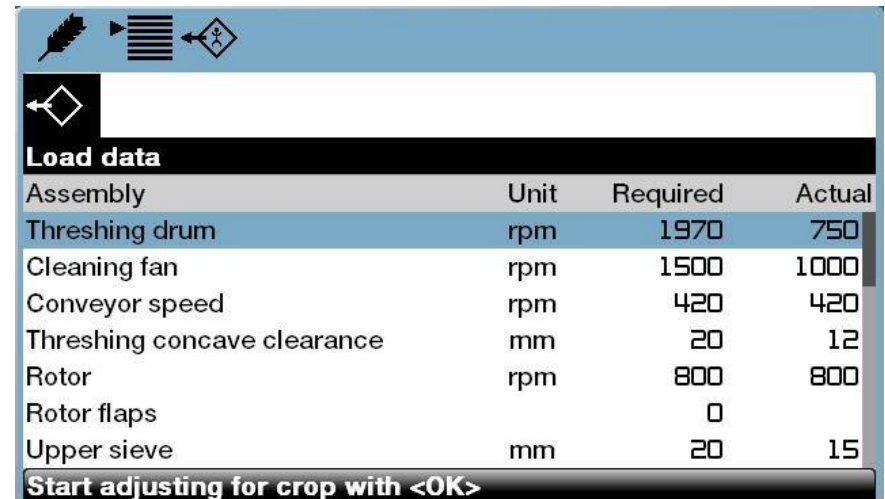 Load data
Assembly Unit Required Actual
Threshing drum rpm 1970 750
Cleaning fan rpm 1500 1000
Conveyor speed rpm 420 420
Threshing concave clearance mm 20 12
Rotor rpm 800 800
Rotor flaps 0
Upper sieve mm 20 15
Start adjusting for crop with <OK>